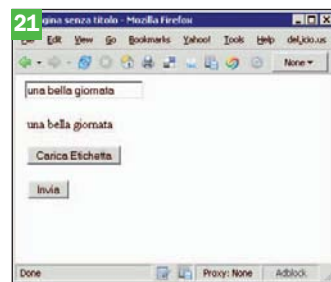 21
gina senza titolo - Mozilla Firefox
Edit View Go Bookmarks Yahoo! Tools Help del.icio.us
None
una bella giornata
una bella giornata
Carica Etichetta
Invia
Done Proxy: None Adblock